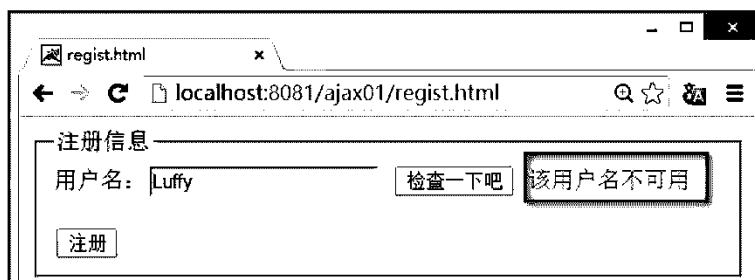 regist.html
localhost:8081/ajax01/regist.html
注册信息
用户名： Luffy 检查一下吧 该用户名不可用
注册